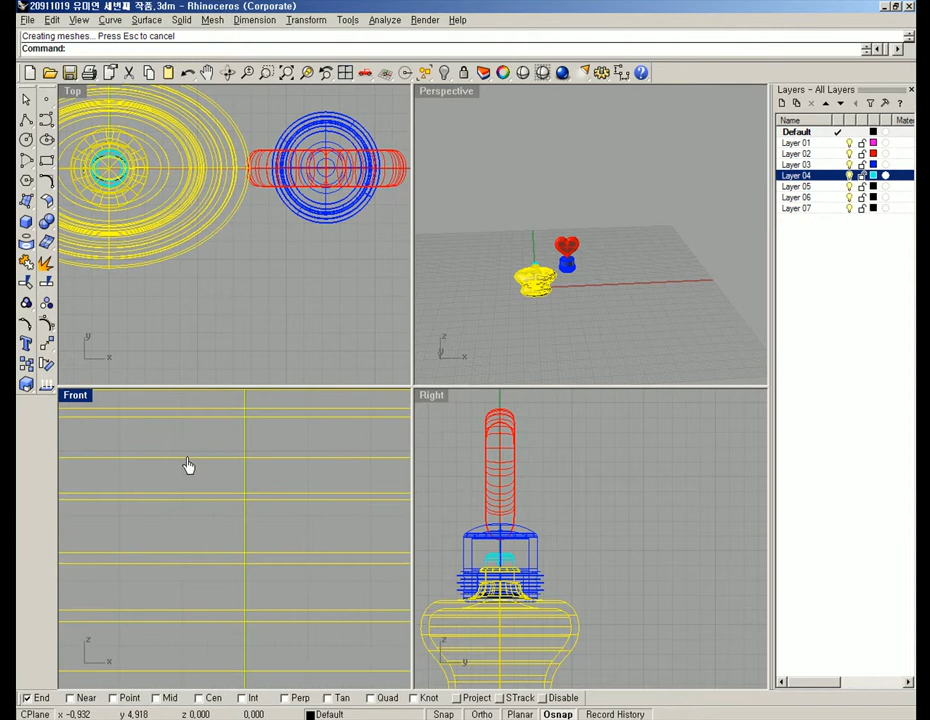 20911019 유미연 세번째 작품.3dm - Rhinoceros (Corporate)
File Edit View Curve Surface Solid Mesh Dimension Transform Tools Analyze Render Help
Creating meshes... Press Esc to cancel
Command:
Top
Perspective
Front
Right
Layers - All Layers
Name Mater
Default
Layer 01
Layer 02
Layer 03
Layer 04
Layer 05
Layer 06
Layer 07
y
x
z
y
x
z
x
z
y
End Near Point Mid Cen Int Perp Tan Quad Knot Project STrack Disable
CPlane x -0,932 y 4,918 z 0,000 0,000 Default Snap Ortho Planar Osnap Record History